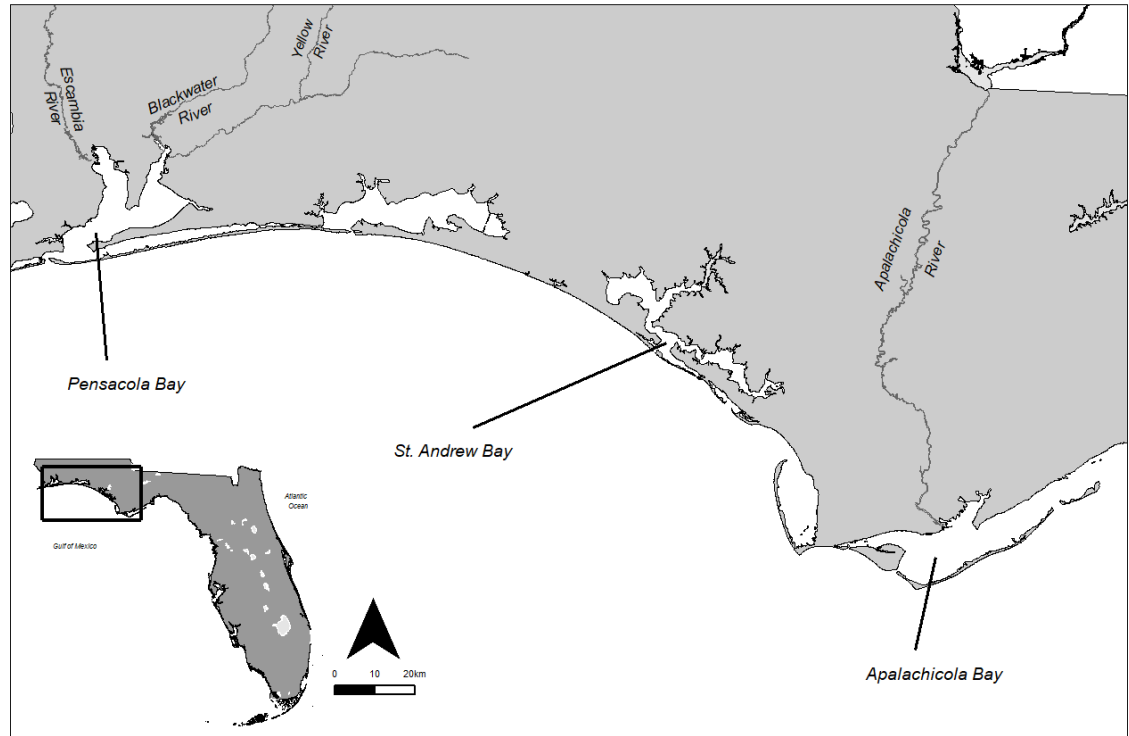 Escambia
River
Blackwater
River
Yellow
River
Apalachicola
River
Pensacola Bay
St. Andrew Bay
Apalachicola Bay
Atlantic
Ocean
Gulf of Mexico
0 10 20km